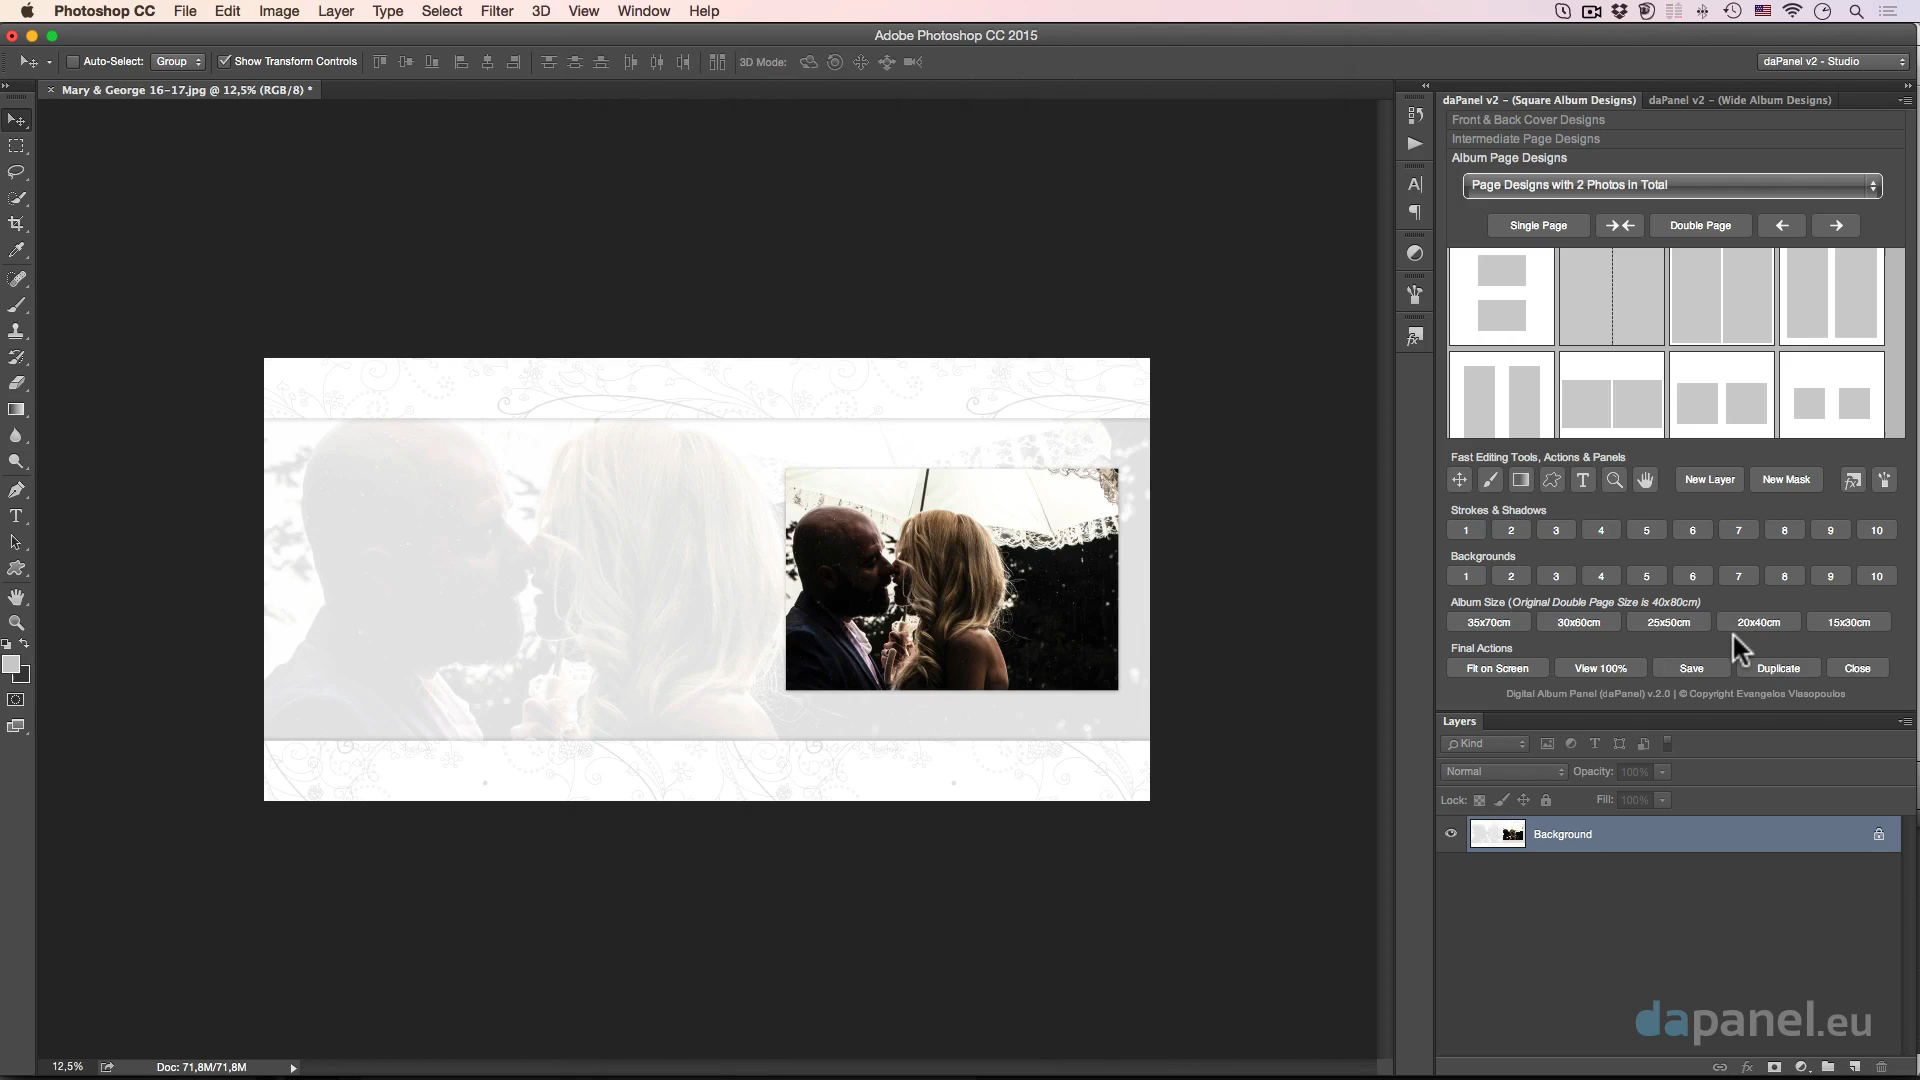 Photoshop CC File Edit Image Layer Type Select Filter 3D View Window Help
Adobe Photoshop CC 2015
Auto-Select: Group Show Transform Controls 3D Mode: daPanel v2 - Studio
× Mary & George 16-17.jpg @ 12,5% (RGB/8) *
daPanel v2 - (Square Album Designs) daPanel v2 - (Wide Album Designs)
Front & Back Cover Designs
Intermediate Page Designs
Album Page Designs
Page Designs with 2 Photos in Total
Single Page →← Double Page ← →
Fast Editing Tools, Actions & Panels
T New Layer New Mask fx
Strokes & Shadows
1 2 3 4 5 6 7 8 9 10
Backgrounds
1 2 3 4 5 6 7 8 9 10
Album Size (Original Double Page Size is 40x80cm)
35x70cm 30x60cm 25x50cm 20x40cm 15x30cm
Final Actions
Fit on Screen View 100% Save Duplicate Close
Digital Album Panel (daPanel) v.2.0 | © Copyright Evangelos Vlasopoulos
Layers
Kind T
Normal Opacity: 100%
Lock: Fill: 100%
Background
dapanel.eu
12,5% Doc: 71,8M/71,8M fx